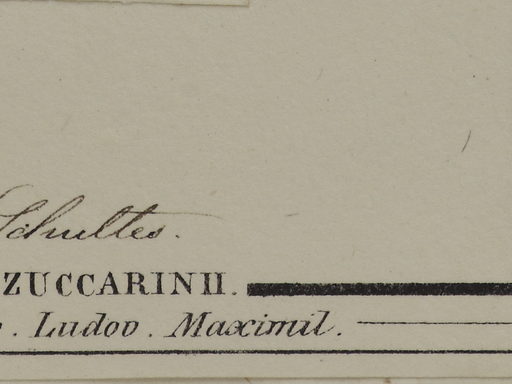 Schultes.
ZUCCARINII.
. Ludov. Maximil.